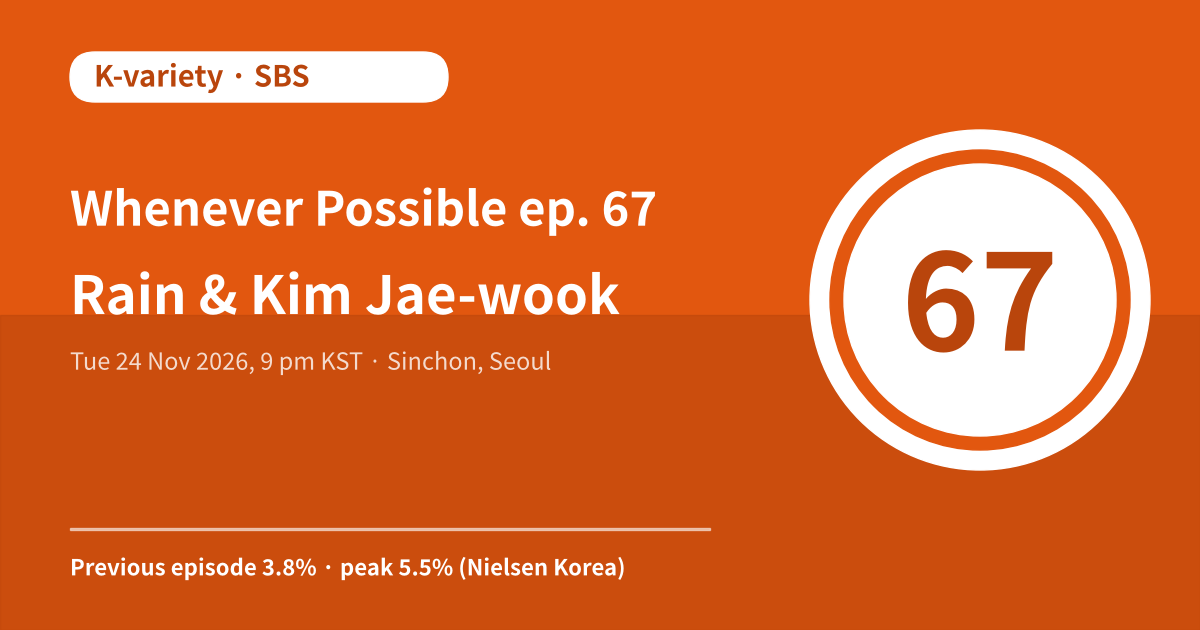 K-variety · SBS
Whenever Possible ep. 67
Rain & Kim Jae-wook
Tue 24 Nov 2026, 9 pm KST · Sinchon, Seoul
67
Previous episode 3.8% · peak 5.5% (Nielsen Korea)